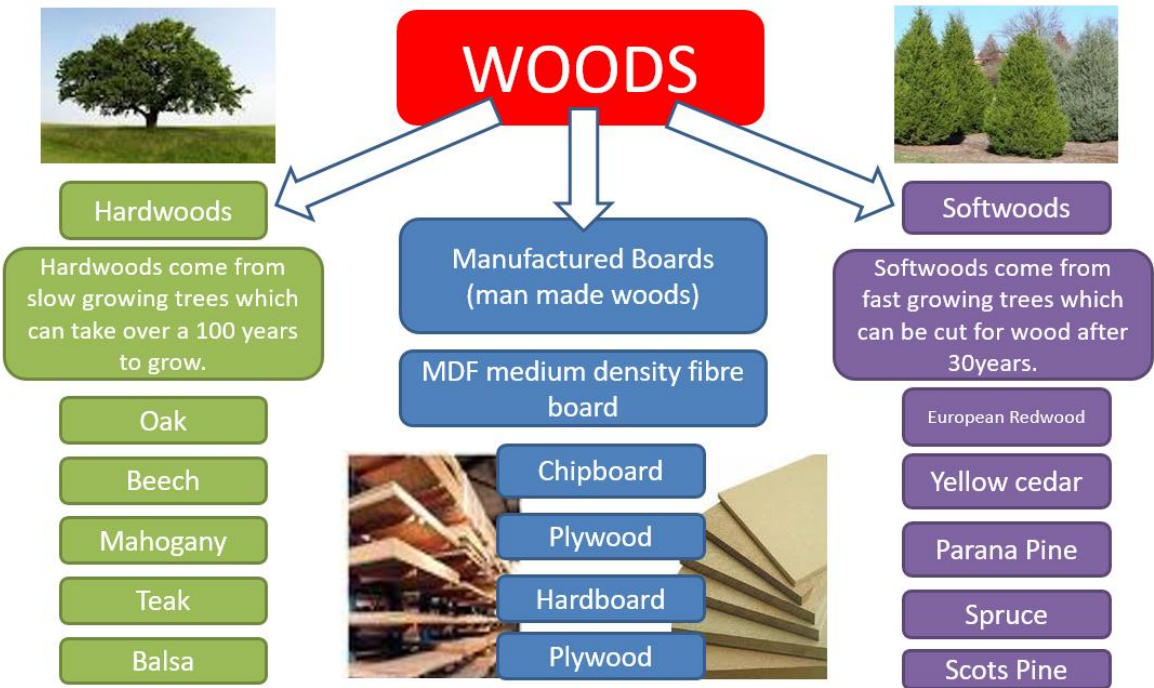 WOODS
Hardwoods
Hardwoods come from
slow growing trees which
can take over a 100 years
to grow.
Oak
Beech
Mahogany
Teak
Balsa
Manufactured Boards
(man made woods)
MDF medium density fibre
board
Chipboard
Plywood
Hardboard
Plywood
Softwoods
Softwoods come from
fast growing trees which
can be cut for wood after
30years.
European Redwood
Yellow cedar
Parana Pine
Spruce
Scots Pine